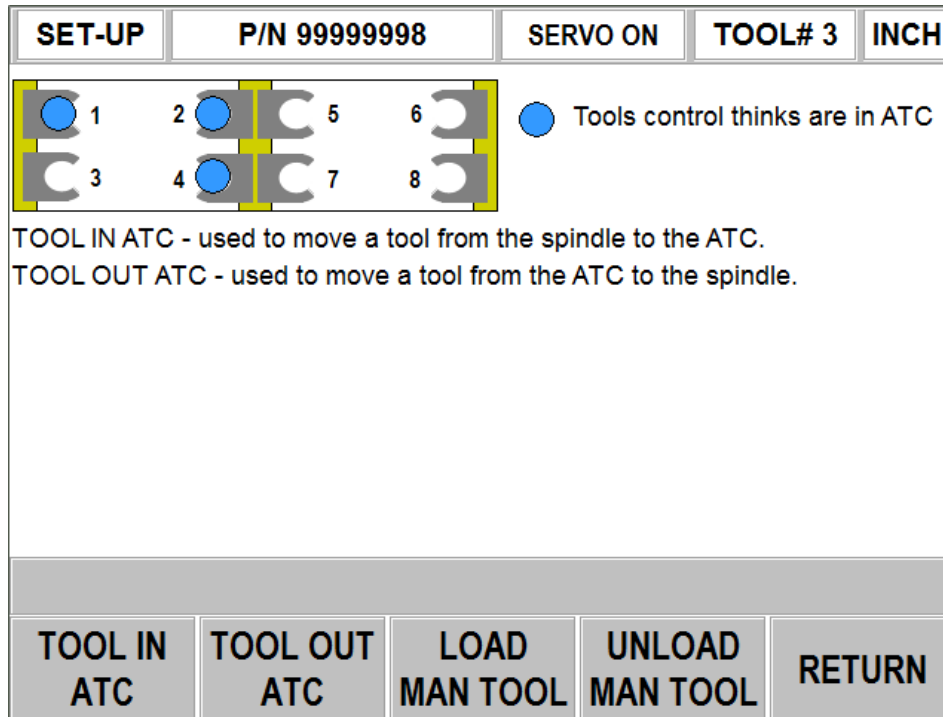 SET-UP P/N 99999998 SERVO ON TOOL# 3 INCH
1 2 5 6 Tools control thinks are in ATC
3 4 7 8
TOOL IN ATC - used to move a tool from the spindle to the ATC.
TOOL OUT ATC - used to move a tool from the ATC to the spindle.
TOOL IN ATC
TOOL OUT ATC
LOAD MAN TOOL
UNLOAD MAN TOOL
RETURN